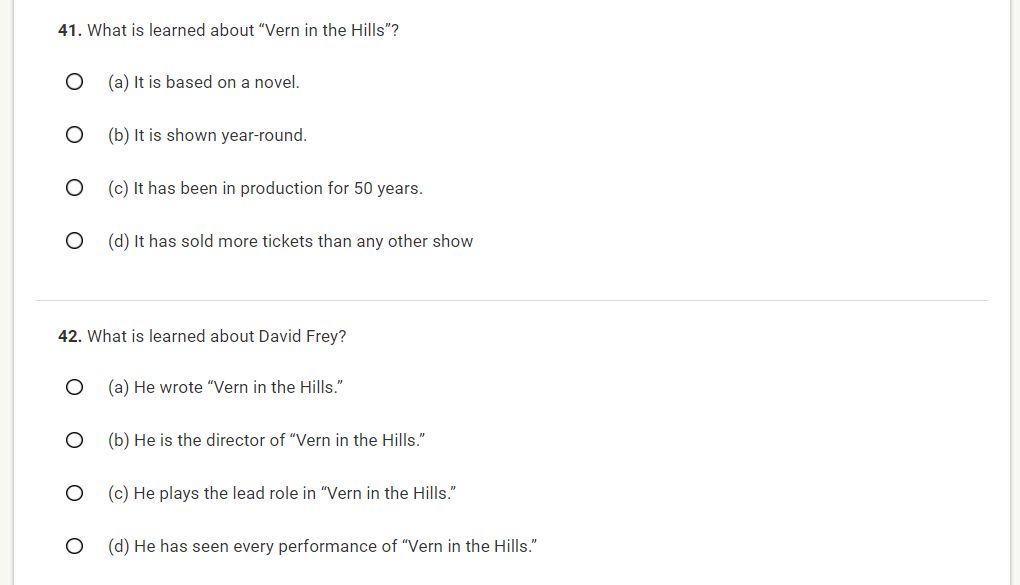 41. What is learned about “Vern in the Hills”?
(a) It is based on a novel.
(b) It is shown year-round.
(c) It has been in production for 50 years.
(d) It has sold more tickets than any other show
42. What is learned about David Frey?
(a) He wrote “Vern in the Hills.”
(b) He is the director of “Vern in the Hills.”
(c) He plays the lead role in “Vern in the Hills.”
(d) He has seen every performance of “Vern in the Hills.”